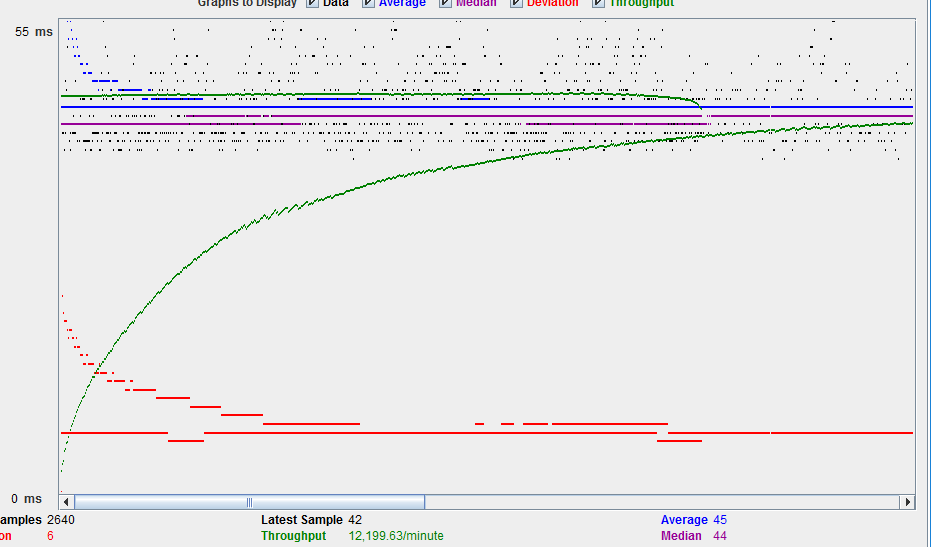 Graphs to Display Data Average Median Deviation Throughput
55 ms
0 ms
amples 2640 Latest Sample 42 Average 45
on 6 Throughput 12,199.63/minute Median 44